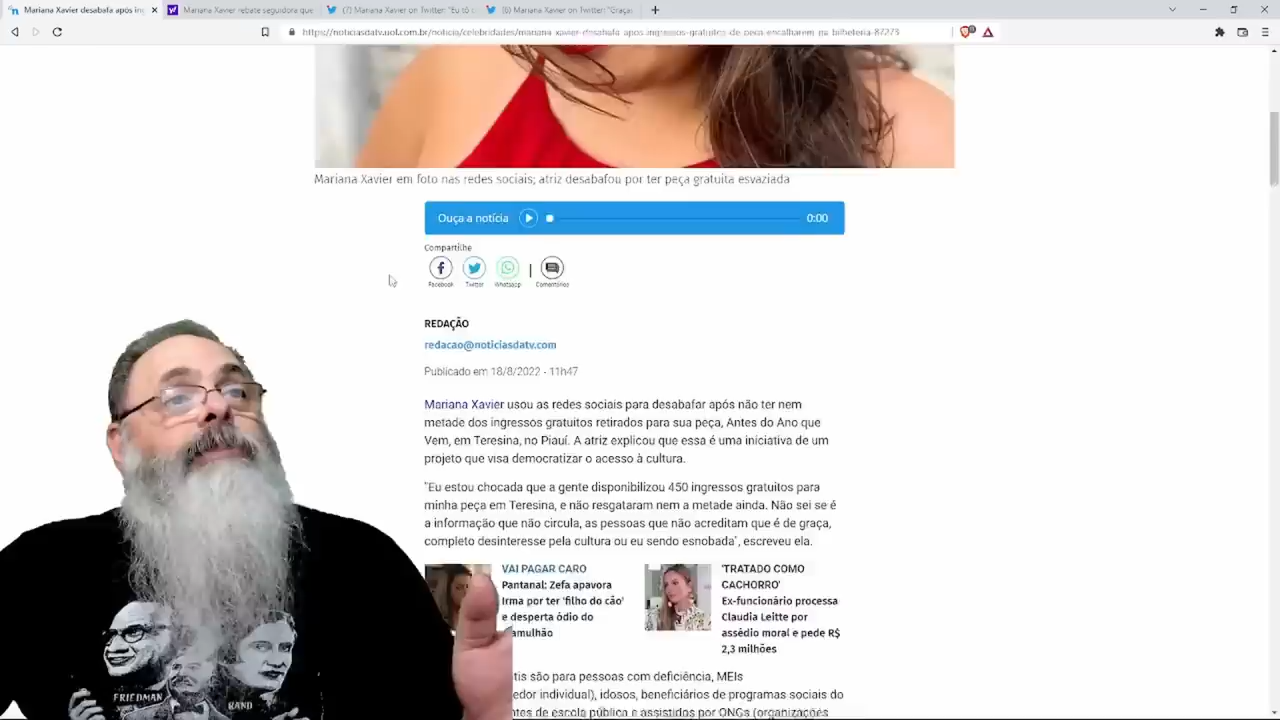 Mariana Xavier desabafa após in
Mariana Xavier rebate seguidora que
(7) Mariana Xavier on Twitter: "Eu tô c
(6) Mariana Xavier on Twitter: "Graças
https://noticiasdatv.uol.com.br/noticia/celebridades/mariana-xavier-desabafa-apos-ingressos-gratuitos-de-peca-encalharem-na-bilheteria-87273
Mariana Xavier em foto nas redes sociais; atriz desabafou por ter peça gratuita esvaziada
Ouça a notícia
0:00
Compartilhe
Facebook
Twitter
Whatsapp
Comentários
REDAÇÃO
redacao@noticiasdatv.com
Publicado em 18/8/2022 - 11h47
Mariana Xavier usou as redes sociais para desabafar após não ter nem
metade dos ingressos gratuitos retirados para sua peça, Antes do Ano que
Vem, em Teresina, no Piauí. A atriz explicou que essa é uma iniciativa de um
projeto que visa democratizar o acesso à cultura.
"Eu estou chocada que a gente disponibilizou 450 ingressos gratuitos para
minha peça em Teresina, e não resgataram nem a metade ainda. Não sei se é
a informação que não circula, as pessoas que não acreditam que é de graça,
completo desinteresse pela cultura ou eu sendo esnobada", escreveu ela.
VAI PAGAR CARO
Pantanal: Zefa apavora
Irma por ter 'filho do cão'
e desperta ódio do
amulhão
'TRATADO COMO
CACHORRO'
Ex-funcionário processa
Claudia Leitte por
assédio moral e pede R$
2,3 milhões
tis são para pessoas com deficiência, MEIs
edor individual), idosos, beneficiários de programas sociais do
ntes de escola pública e assistidos por ONGs (organizações
FRIEDMAN
RAND